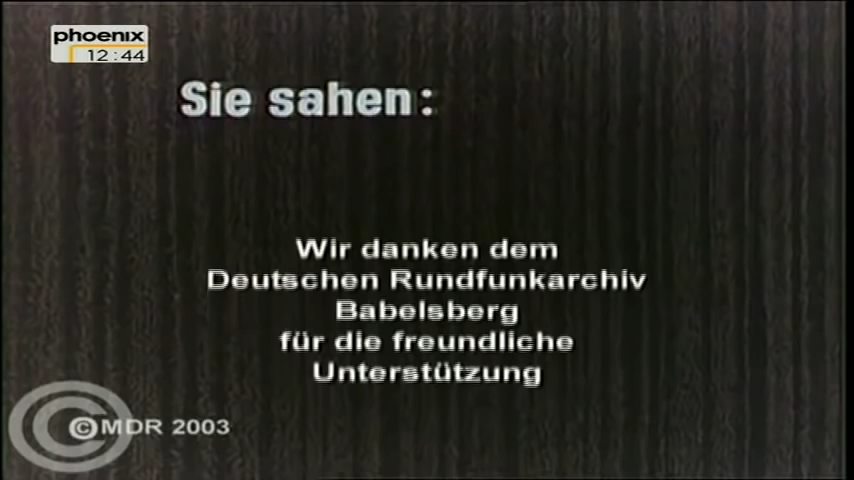 phoenix
12:44
Sie sahen:
Wir danken dem
Deutschen Rundfunkarchiv
Babelsberg
für die freundliche
Unterstützung
©MDR 2003